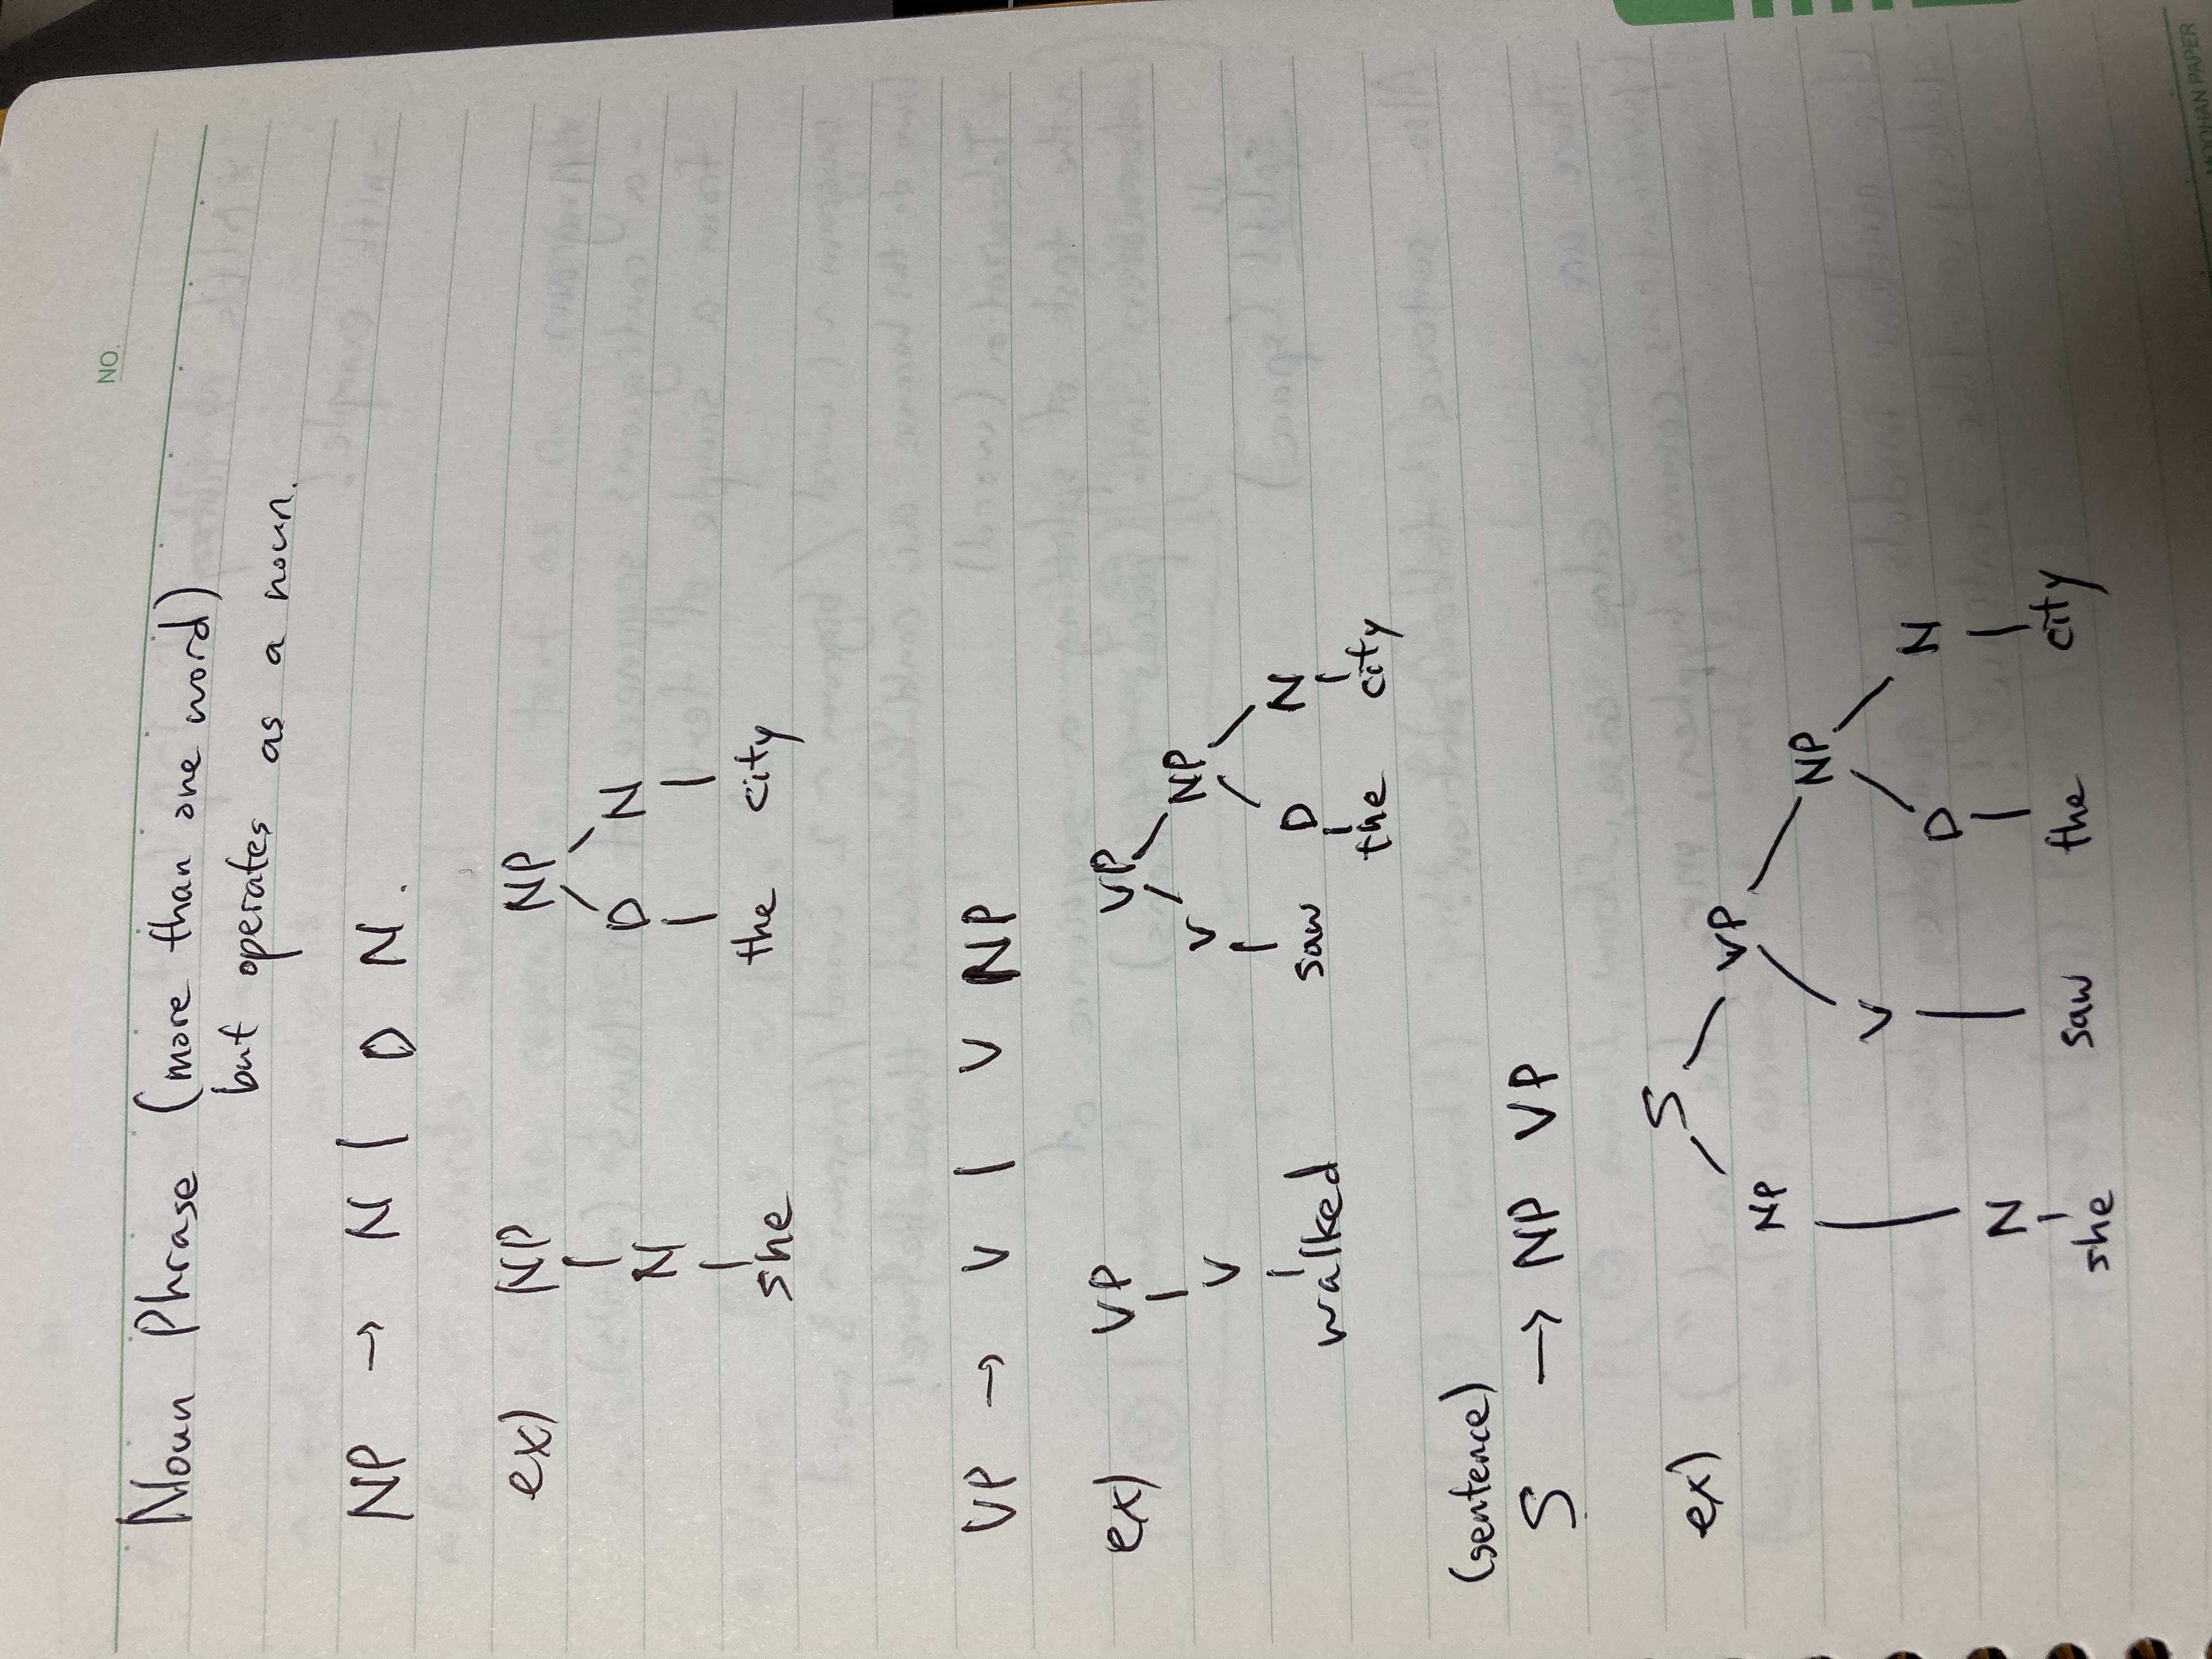 NO.
Noun Phrase (more than one word)
but operates as a noun.
NP → N | D N.
ex) NP NP
N D N
she the city
VP → V | V NP
ex) VP VP
V V NP
walked saw D N
the city
(sentence)
S → NP VP
ex) S
NP VP
V NP
N D N
she saw the city
MOOHAN PAPER